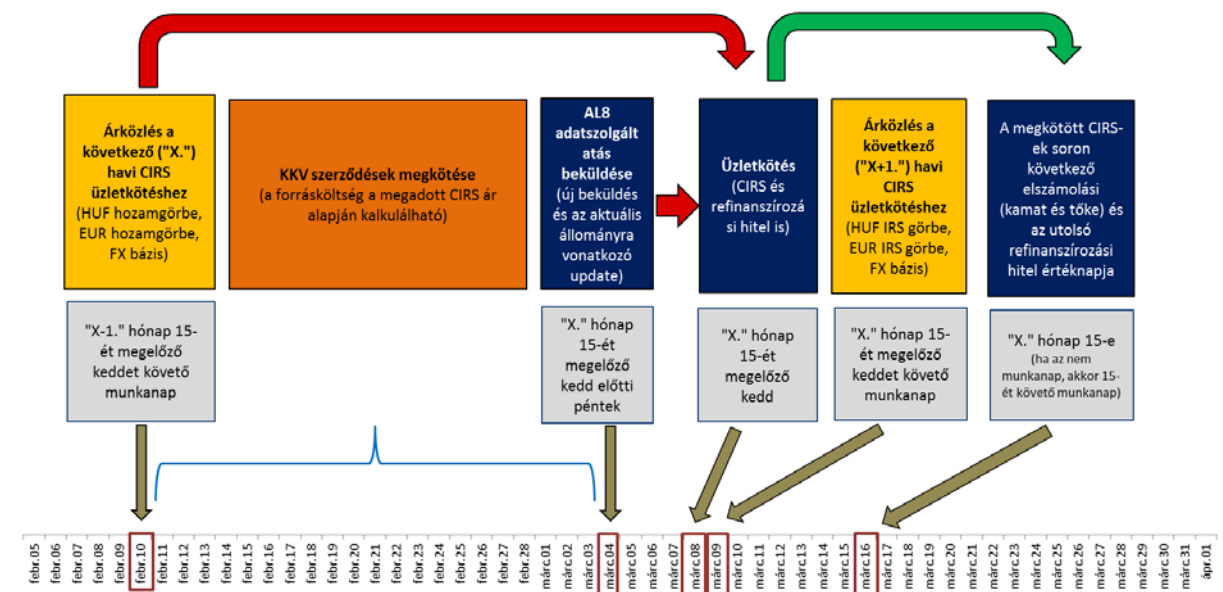 Árközlés a
következő ("X.")
havi CIRS
üzletkötéshez
(HUF hozamgörbe,
EUR hozamgörbe,
FX bázis)
KKV szerződések megkötése
(a forrásköltség a megadott CIRS ár
alapján kalkulálható)
AL8
adatszolgált
atás
beküldése
(új beküldés
és az aktuális
állományra
vonatkozó
update)
Üzletkötés
(CIRS és
refinanszírozá
si hitel is)
Árközlés a
következő
("X+1.") havi
CIRS
üzletkötéshez
(HUF IRS görbe,
EUR IRS görbe,
FX bázis)
A megkötött CIRS-
ek soron
következő
elszámolási
(kamat és tőke) és
az utolsó
refinanszírozási
hitel értéknapja
"X-1." hónap 15-
ét megelőző
keddet követő
munkanap
"X." hónap
15-ét
megelőző
kedd előtti
péntek
"X." hónap
15-ét
megelőző
kedd
"X." hónap 15-
ét megelőző
keddet követő
munkanap
"X." hónap 15-e
(ha az nem
munkanap, akkor 15-
ét követő munkanap)
febr.05
febr.06
febr.07
febr.08
febr.09
febr.10
febr.11
febr.12
febr.13
febr.14
febr.15
febr.16
febr.17
febr.18
febr.19
febr.20
febr.21
febr.22
febr.23
febr.24
febr.25
febr.26
febr.27
febr.28
márc.01
márc.02
márc.03
márc.04
márc.05
márc.06
márc.07
márc.08
márc.09
márc.10
márc.11
márc.12
márc.13
márc.14
márc.15
márc.16
márc.17
márc.18
márc.19
márc.20
márc.21
márc.22
márc.23
márc.24
márc.25
márc.26
márc.27
márc.28
márc.29
márc.30
márc.31
ápr.01